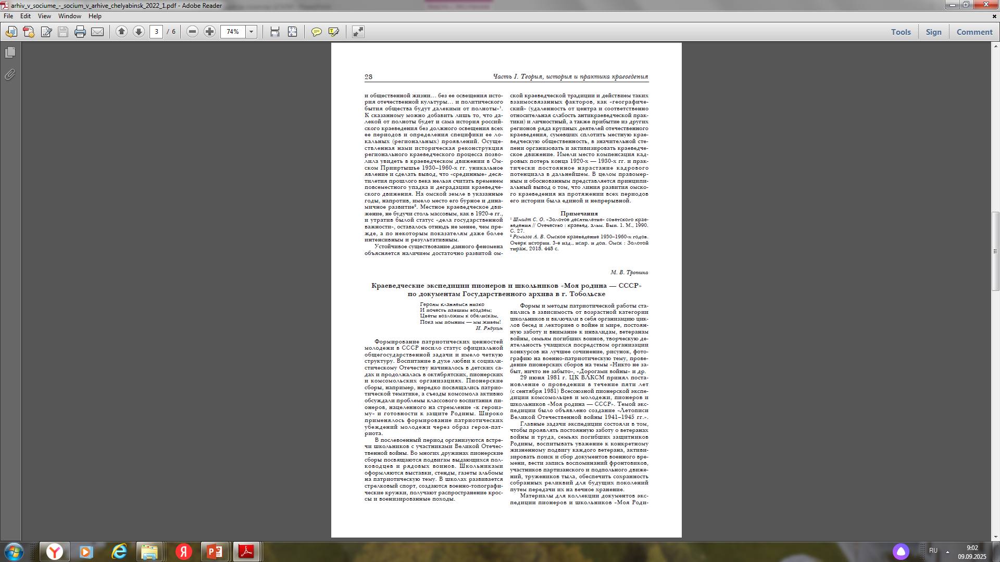 arhiv_v_sociume_-_socium_v_arhive_chelyabinsk_2022_1.pdf - Adobe Reader
File Edit View Window Help
3 / 6 74% Tools Sign Comment
28 Часть I. Теория, история и практика краеведения
и общественной жизни… без ее освещения исто-
рия отечественной культуры… и политического
бытия общества будут далекими от полноты»¹.
К сказанному можно добавить лишь то, что да-
лекой от полноты будет и сама история россий-
ского краеведения без должного освещения всех
ее периодов и определения специфики ее ло-
кальных (региональных) проявлений. Осуще-
ствленная нами историческая реконструкция
регионального краеведческого процесса позво-
лила увидеть в краеведческом движении в Ом-
ском Прииртышье 1930–1960-х гг. уникальное
явление и сделать вывод, что «срединные» деся-
тилетия прошлого века нельзя считать временем
повсеместного упадка и деградации краеведче-
ского движения. На омской земле в указанные
годы, напротив, имело место его бурное и дина-
мичное развитие². Местное краеведческое дви-
жение, не будучи столь массовым, как в 1920-е гг.,
и утратив былой статус «дела государственной
важности», оставалось отнюдь не менее, чем пре-
жде, а по некоторым показателям даже более
интенсивным и результативным.
Устойчивое существование данного феномена
объясняется наличием достаточно развитой ом-
ской краеведческой традиции и действием таких
взаимосвязанных факторов, как «географиче-
ский» (удаленность от центра и соответственно
относительная слабость антикраеведческой прак-
тики) и личностный, а также прибытие из других
регионов ряда крупных деятелей отечественного
краеведения, сумевших сплотить местную крае-
ведческую общественность, в значительной сте-
пени организовать и активизировать краеведче-
ское движение. Имели место компенсация кад-
ровых потерь конца 1920-х — 1930-х гг. и прак-
тически постоянное нарастание кадрового
потенциала в дальнейшем. В целом правомер-
ным и обоснованным представляется принципи-
альный вывод о том, что линия развития омско-
го краеведения на протяжении всех периодов
его истории была единой и непрерывной.
Примечания
¹ Шмидт С. О. «Золотое десятилетие» советского крае-
ведения // Отечество : краевед. альм. Вып. 1. М., 1990.
С. 27.
² Ремизов А. В. Омское краеведение 1930–1960-х годов.
Очерк истории. 3-е изд., испр. и доп. Омск : Золотой
тираж, 2018. 448 с.
М. В. Тропина
Краеведческие экспедиции пионеров и школьников «Моя родина — СССР»
по документам Государственного архива в г. Тобольске
Героям кланяемся низко
И почесть павшим воздаем;
Цветы возложим к обелискам,
Пока мы помним — мы живем!
И. Рябухин
Формирование патриотических ценностей
молодежи в СССР носило статус официальной
общегосударственной задачи и имело четкую
структуру. Воспитание в духе любви к социали-
стическому Отечеству начиналось в детских са-
дах и продолжалась в октябрятских, пионерских
и комсомольских организациях. Пионерские
сборы, например, нередко посвящались патрио-
тической тематике, а съезды комсомола активно
обсуждали проблемы классового воспитания пи-
онеров, нацеленного на стремление «к героиз-
му» и готовности к защите Родины. Широко
применялось формирование патриотических
убеждений молодежи через образ героя-пат-
риота.
В послевоенный период организуются встре-
чи школьников с участниками Великой Отечес-
твенной войны. Во многих дружинах пионерские
сборы посвящаются подвигам выдающихся пол-
ководцев и рядовых воинов. Школьниками
оформляются выставки, стенды, газеты альбомы
на патриотическую тему. В школах развивается
стрелковый спорт, создаются военно-топографи-
ческие кружки, получают распространение крос-
сы и военизированные походы.
Формы и методы патриотической работы ста-
вились в зависимость от возрастной категории
школьников и включали в себя организацию цик-
лов бесед и лекториев о войне и мире, постоян-
ную заботу и внимание к инвалидам, ветеранам
войны, семьям погибших воинов, творческую де-
ятельность учащихся посредством организации
конкурсов на лучшее сочинение, рисунок, фото-
графию на военно-патриотическую тему, прове-
дение пионерских сборов на темы «Никто не за-
быт, ничто не забыто», «Дорогами войны» и др.
29 июня 1981 г. ЦК ВЛКСМ принял поста-
новление о проведении в течение пяти лет
(с сентября 1981) Всесоюзной пионерской экспе-
диции комсомольцев и молодежи, пионеров и
школьников «Моя родина — СССР». Темой экс-
педиции было объявлено создание «Летописи
Великой Отечественной войны 1941–1945 гг.».
Главные задачи экспедиции состояли в том,
чтобы проявлять постоянную заботу о ветеранах
войны и труда, семьях погибших защитников
Родины, воспитывать уважение к конкретному
жизненному подвигу каждого ветерана, активи-
зировать поиск и сбор документов военного вре-
мени, вести запись воспоминаний фронтовиков,
участников партизанского и подпольного движе-
ний, тружеников тыла, обеспечить сохранность
собранных реликвий для будущих поколений
путем передачи их на вечное хранение.
Материалы для коллекции документов экс-
педиции пионеров и школьников «Моя Роди-
RU 9:02
09.09.2025